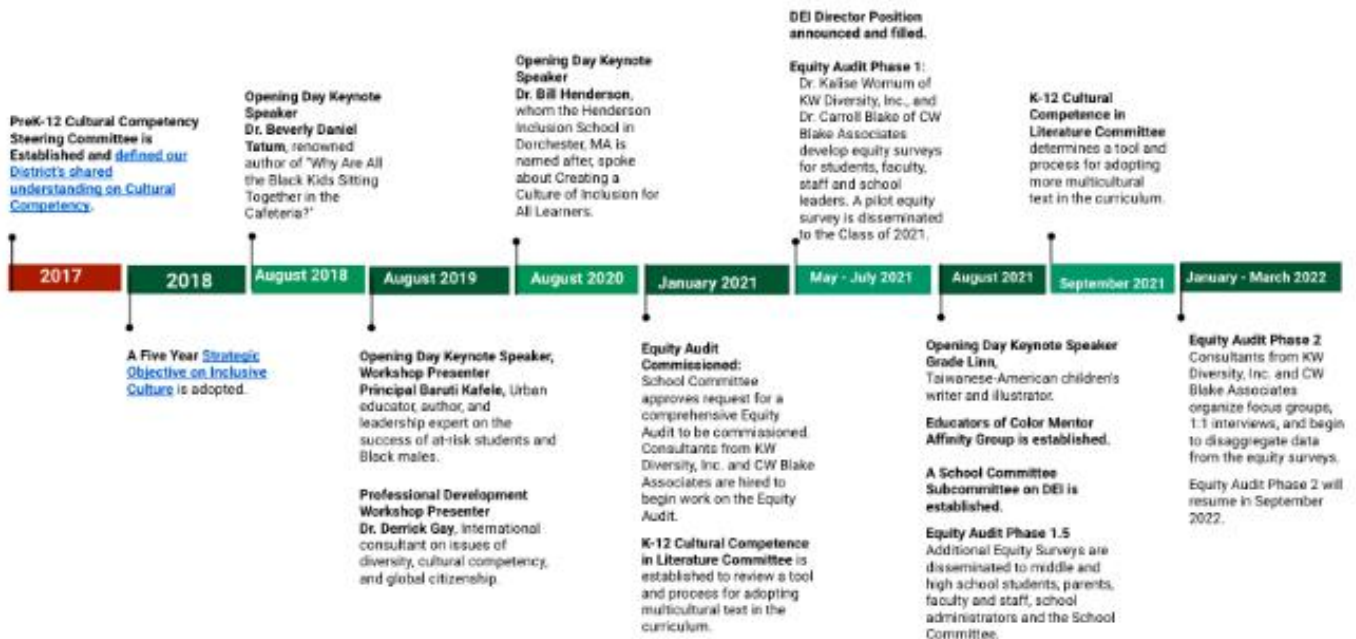 PreK-12 Cultural Competency
Steering Committee is
Established and defined our
District's shared
understanding on Cultural
Competency.
2017
2018
A Five Year Strategic
Objective on Inclusive
Culture is adopted.
Opening Day Keynote
Speaker
Dr. Beverly Daniel
Tatum, renowned
author of "Why Are All
the Black Kids Sitting
Together in the
Cafeteria?"
August 2018
August 2019
Opening Day Keynote Speaker,
Workshop Presenter
Principal Baruti Kafele, Urban
educator, author, and
leadership expert on the
success of at-risk students and
Black males.
Professional Development
Workshop Presenter
Dr. Derrick Gay, International
consultant on issues of
diversity, cultural competency,
and global citizenship.
Opening Day Keynote
Speaker
Dr. Bill Henderson,
whom the Henderson
Inclusion School in
Dorchester, MA is
named after, spoke
about Creating a
Culture of Inclusion for
All Learners.
August 2020
January 2021
Equity Audit
Commissioned:
School Committee
approves request for a
comprehensive Equity
Audit to be commissioned.
Consultants from KW
Diversity, Inc. and CW Blake
Associates are hired to
begin work on the Equity
Audit.
K-12 Cultural Competence
in Literature Committee is
established to review a tool
and process for adopting
multicultural text in the
curriculum.
DEI Director Position
announced and filled.
Equity Audit Phase 1:
Dr. Kalise Wornum of
KW Diversity, Inc., and
Dr. Carroll Blake of CW
Blake Associates
develop equity surveys
for students, faculty,
staff and school
leaders. A pilot equity
survey is disseminated
to the Class of 2021.
May - July 2021
August 2021
Opening Day Keynote Speaker
Grade Linn,
Taiwanese-American children's
writer and illustrator.
Educators of Color Mentor
Affinity Group is established.
A School Committee
Subcommittee on DEI is
established.
Equity Audit Phase 1.5
Additional Equity Surveys are
disseminated to middle and
high school students, parents,
faculty and staff, school
administrators and the School
Committee.
K-12 Cultural
Competence in
Literature Committee
determines a tool and
process for adopting
more multicultural
text in the curriculum.
September 2021
January - March 2022
Equity Audit Phase 2
Consultants from KW
Diversity, Inc. and CW
Blake Associates
organize focus groups,
1:1 interviews, and begin
to disaggregate data
from the equity surveys.
Equity Audit Phase 2 will
resume in September
2022.